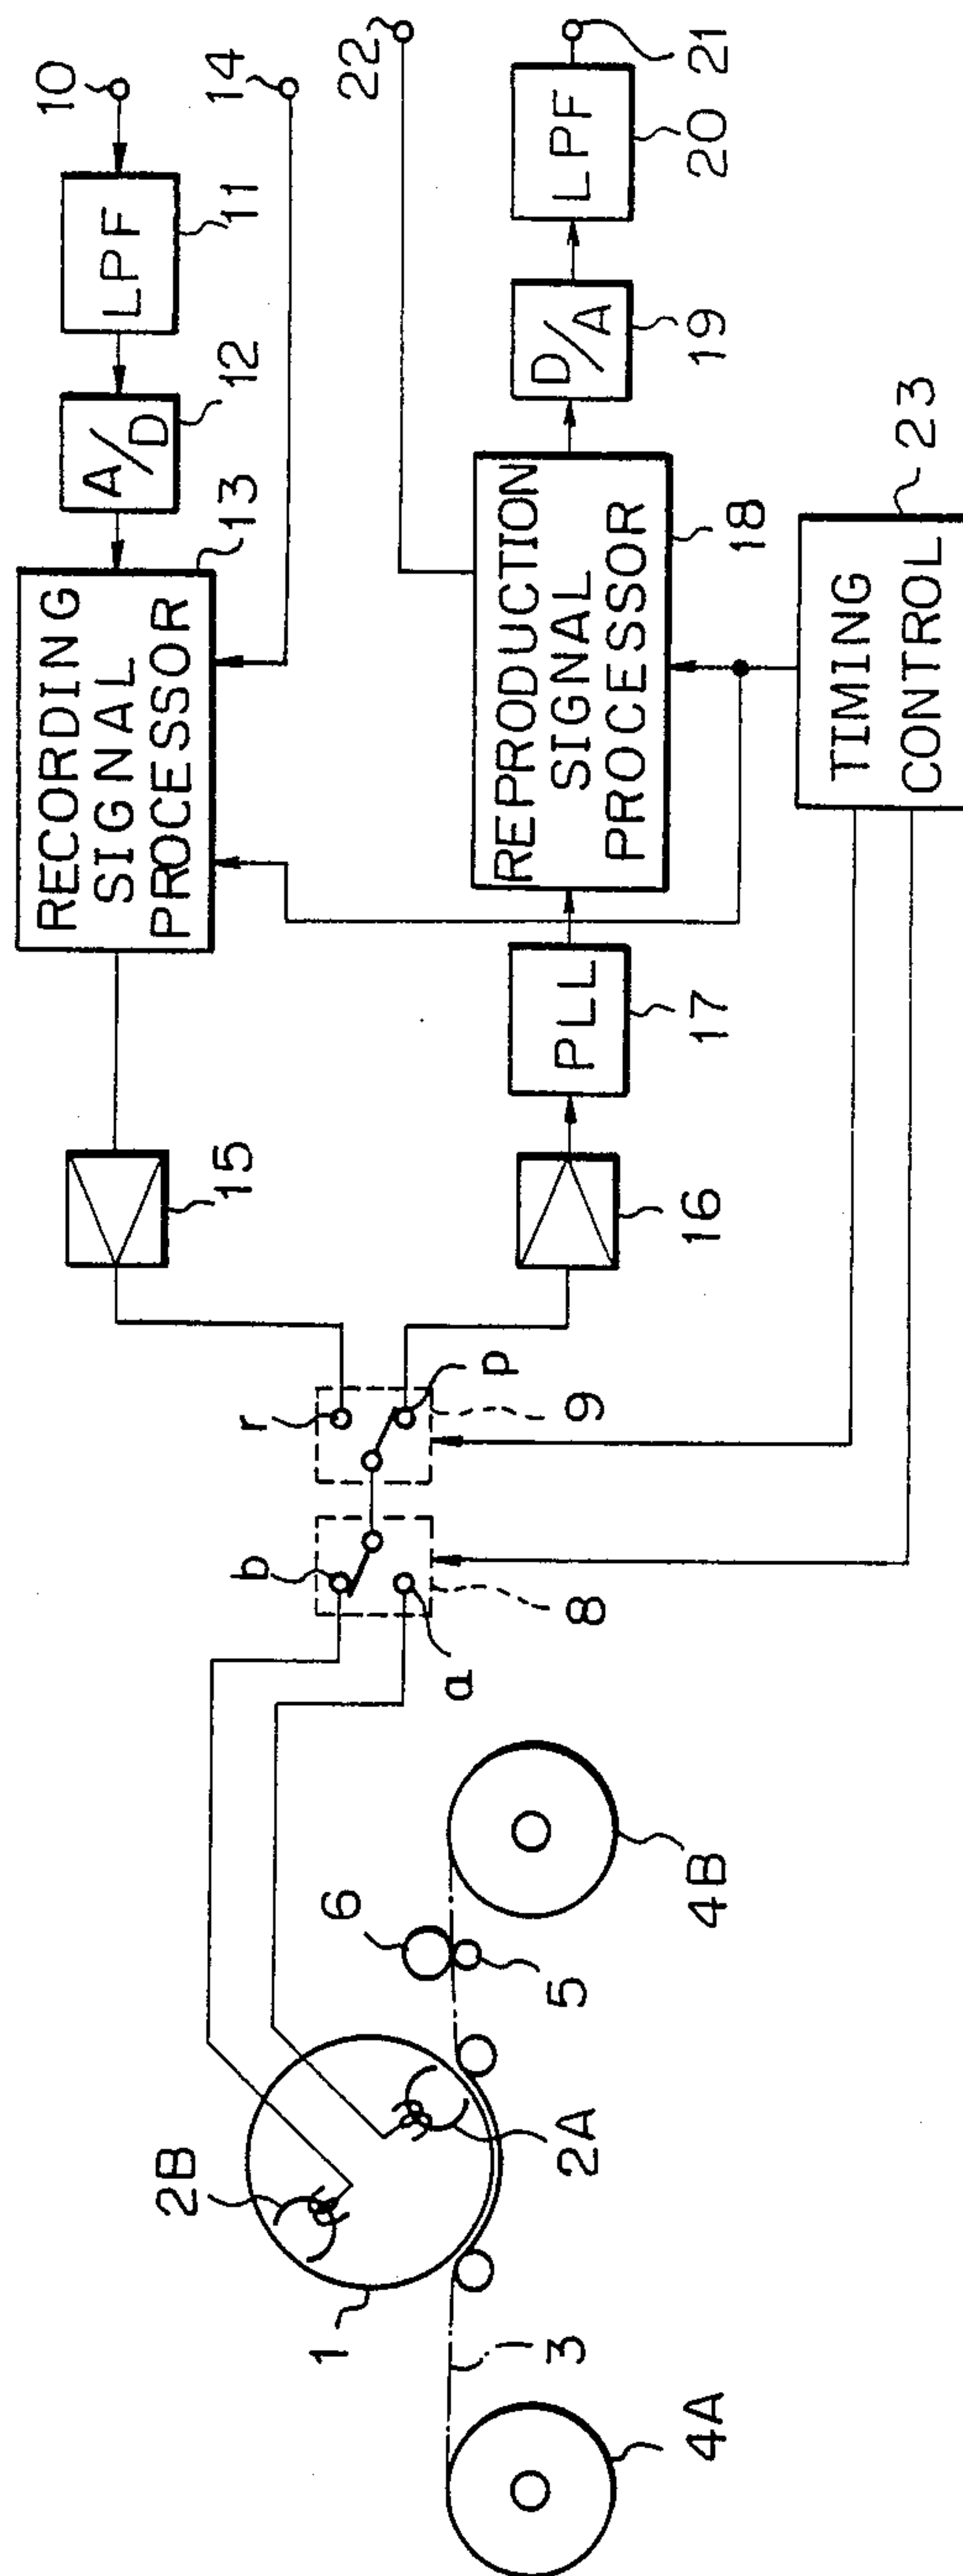 10
LPF
11
A/D
12
RECORDING
SIGNAL
PROCESSOR
13
14
15
22
21
LPF
20
D/A
19
REPRODUCTION
SIGNAL
PROCESSOR
18
PLL
17
16
TIMING
CONTROL
23
r
p
9
b
a
8
2B
2A
1
3
6
5
4A
4B